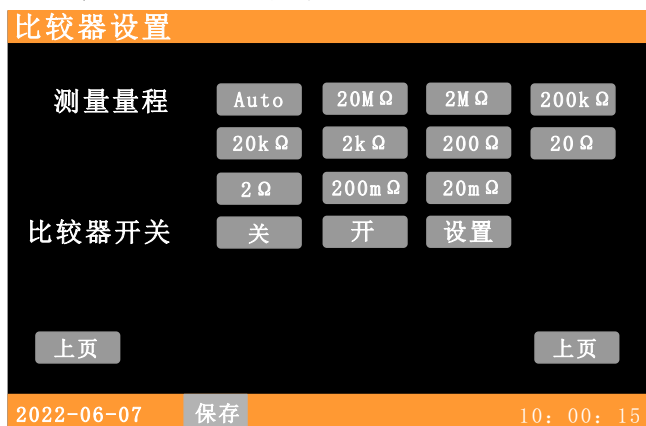 比较器设置
测量量程 Auto 20MΩ 2MΩ 200kΩ
20kΩ 2kΩ 200Ω 20Ω
2Ω 200mΩ 20mΩ
比较器开关 关 开 设置
上页 上页
2022-06-07 保存 10: 00: 15